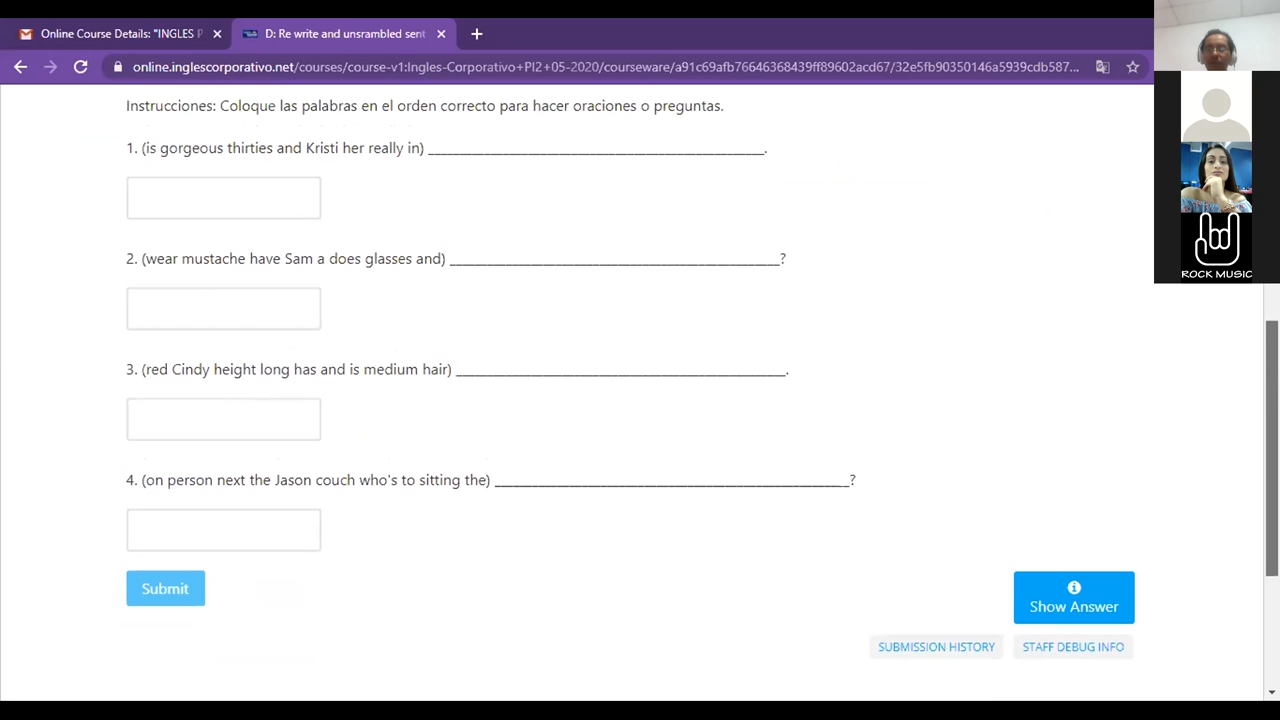 Online Course Details: "INGLES P
D: Re write and unsrambled sent
online.inglescorporativo.net/courses/course-v1:Ingles-Corporativo+PI2+05-2020/courseware/a91c69afb76646368439ff89602acd67/32e5fb90350146a5939cdb587...
Instrucciones: Coloque las palabras en el orden correcto para hacer oraciones o preguntas.
1. (is gorgeous thirties and Kristi her really in) ________________________________________.
2. (wear mustache have Sam a does glasses and) ________________________________________?
3. (red Cindy height long has and is medium hair) ________________________________________.
4. (on person next the Jason couch who's to sitting the) ___________________________________________?
Submit
Show Answer
SUBMISSION HISTORY
STAFF DEBUG INFO
ROCK MUSIC